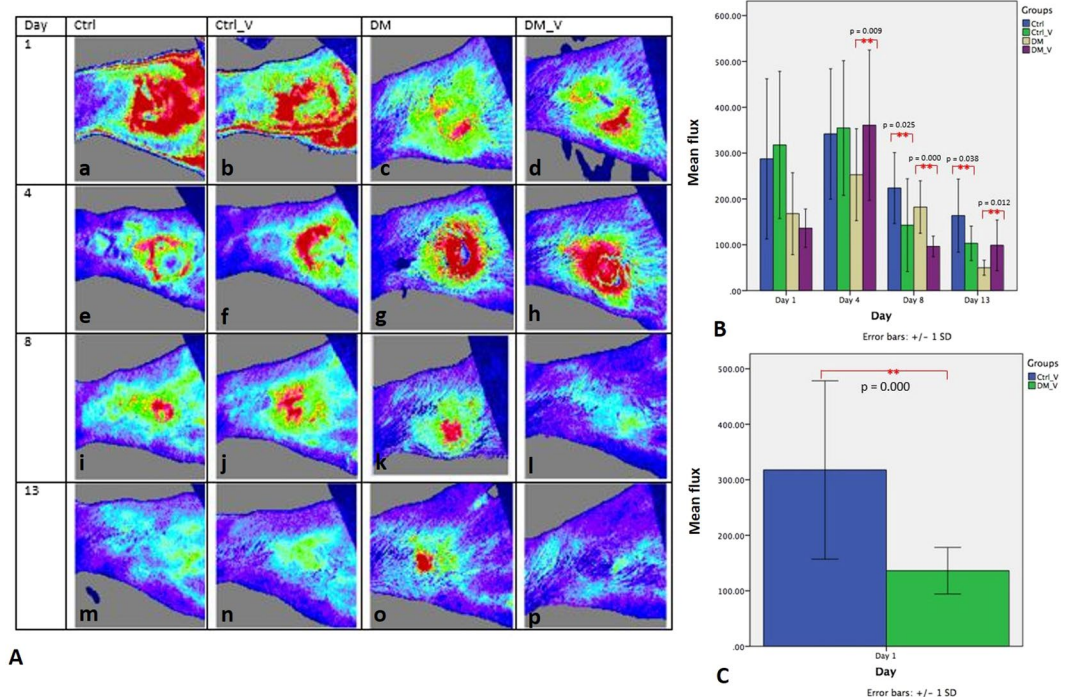 Day Ctrl Ctrl_V DM DM_V
1
a b c d
4
e f g h
8
i j k l
13
m n o p
A
600.00
500.00
400.00
300.00
200.00
100.00
.00
Mean flux
p = 0.009
**
p = 0.025
**
p = 0.000
**
p = 0.038
**
p = 0.012
**
Day 1 Day 4 Day 8 Day 13
Day
Error bars: +/- 1 SD
Groups
Ctrl
Ctrl_V
DM
DM_V
B
500.00
400.00
300.00
200.00
100.00
.00
Mean flux
**
p = 0.000
Day 1
Day
Error bars: +/- 1 SD
Groups
Ctrl_V
DM_V
C